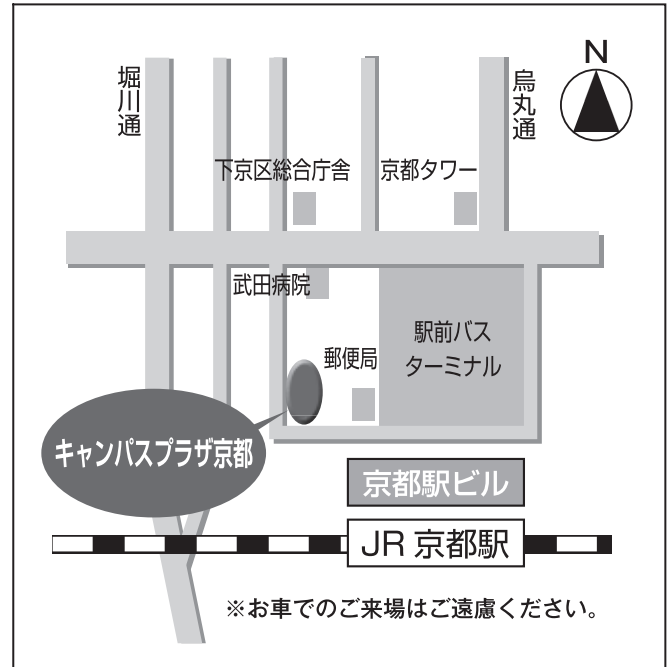 N
堀川通
烏丸通
下京区総合庁舎
京都タワー
武田病院
駅前バス
ターミナル
郵便局
キャンパスプラザ京都
京都駅ビル
JR 京都駅
※お車でのご来場はご遠慮ください。